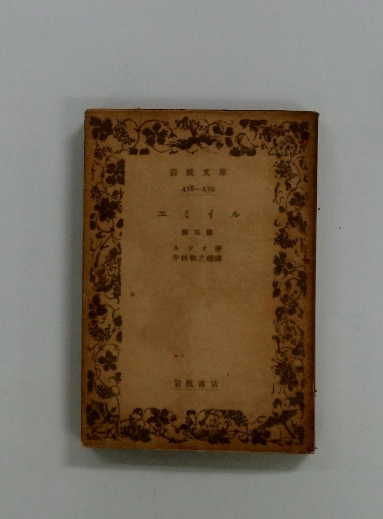 岩波文庫
438—439
エミイル
第五篇
ルソオ著
平林初之輔譯
岩波書店